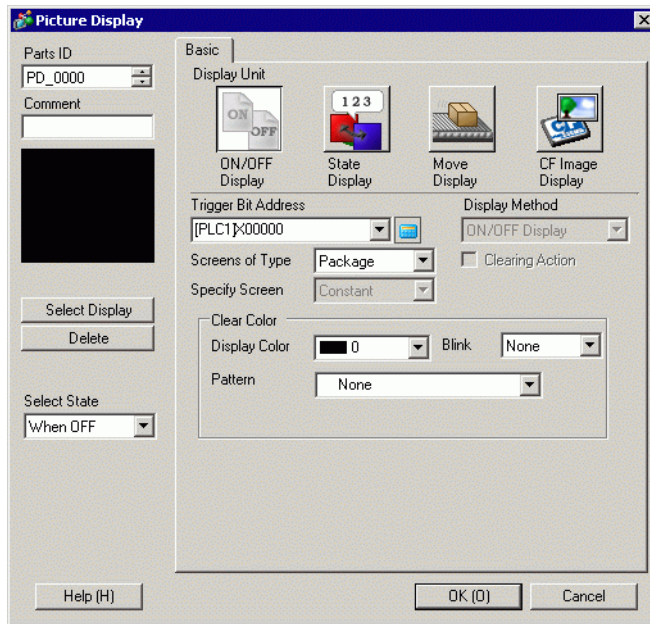 Picture Display
Parts ID
PD_0000
Comment
Select Display
Delete
Select State
When OFF
Basic
Display Unit
ON
OFF
1 2 3
ON/OFF Display
State Display
Move Display
CF Image Display
Trigger Bit Address
[PLC1]X00000
Display Method
ON/OFF Display
Screens of Type
Package
Clearing Action
Specify Screen
Constant
Clear Color
Display Color
0
Blink
None
Pattern
None
Help (H)
OK (O)
Cancel